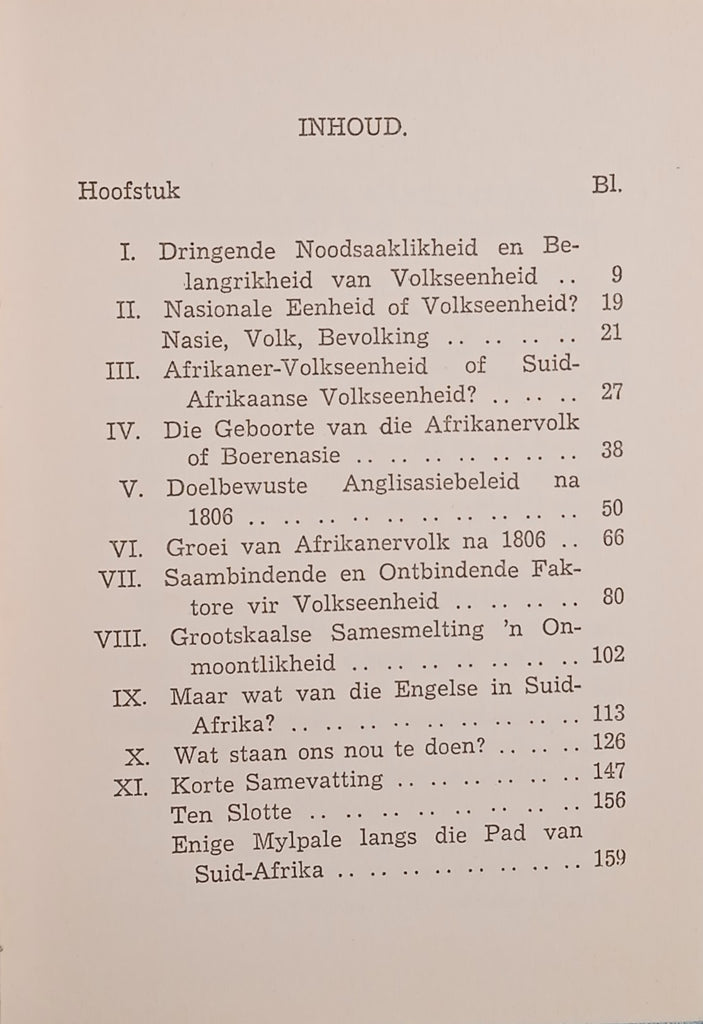 INHOUD.
Hoofstuk Bl.
I. Dringende Noodsaaklikheid en Be-
langrikheid van Volkseenheid .. 9
II. Nasionale Eenheid of Volkseenheid? 19
Nasie, Volk, Bevolking .. .. .. .. .. 21
III. Afrikaner-Volkseenheid of Suid-
Afrikaanse Volkseenheid? .. .. .. 27
IV. Die Geboorte van die Afrikanervolk
of Boerenasie .. .. .. .. .. .. .. .. 38
V. Doelbewuste Anglisasiebeleid na
1806 .. .. .. .. .. .. .. .. .. .. .. 50
VI. Groei van Afrikanervolk na 1806 .. 66
VII. Saambindende en Ontbindende Fak-
tore vir Volkseenheid .. .. .. .. .. 80
VIII. Grootskaalse Samesmelting 'n On-
moontlikheid .. .. .. .. .. .. .. .. 102
IX. Maar wat van die Engelse in Suid-
Afrika? .. .. .. .. .. .. .. .. .. .. 113
X. Wat staan ons nou te doen? .. .. .. 126
XI. Korte Samevatting .. .. .. .. .. .. 147
Ten Slotte .. .. .. .. .. .. .. .. .. 156
Enige Mylpale langs die Pad van
Suid-Afrika .. .. .. .. .. .. .. .. 159